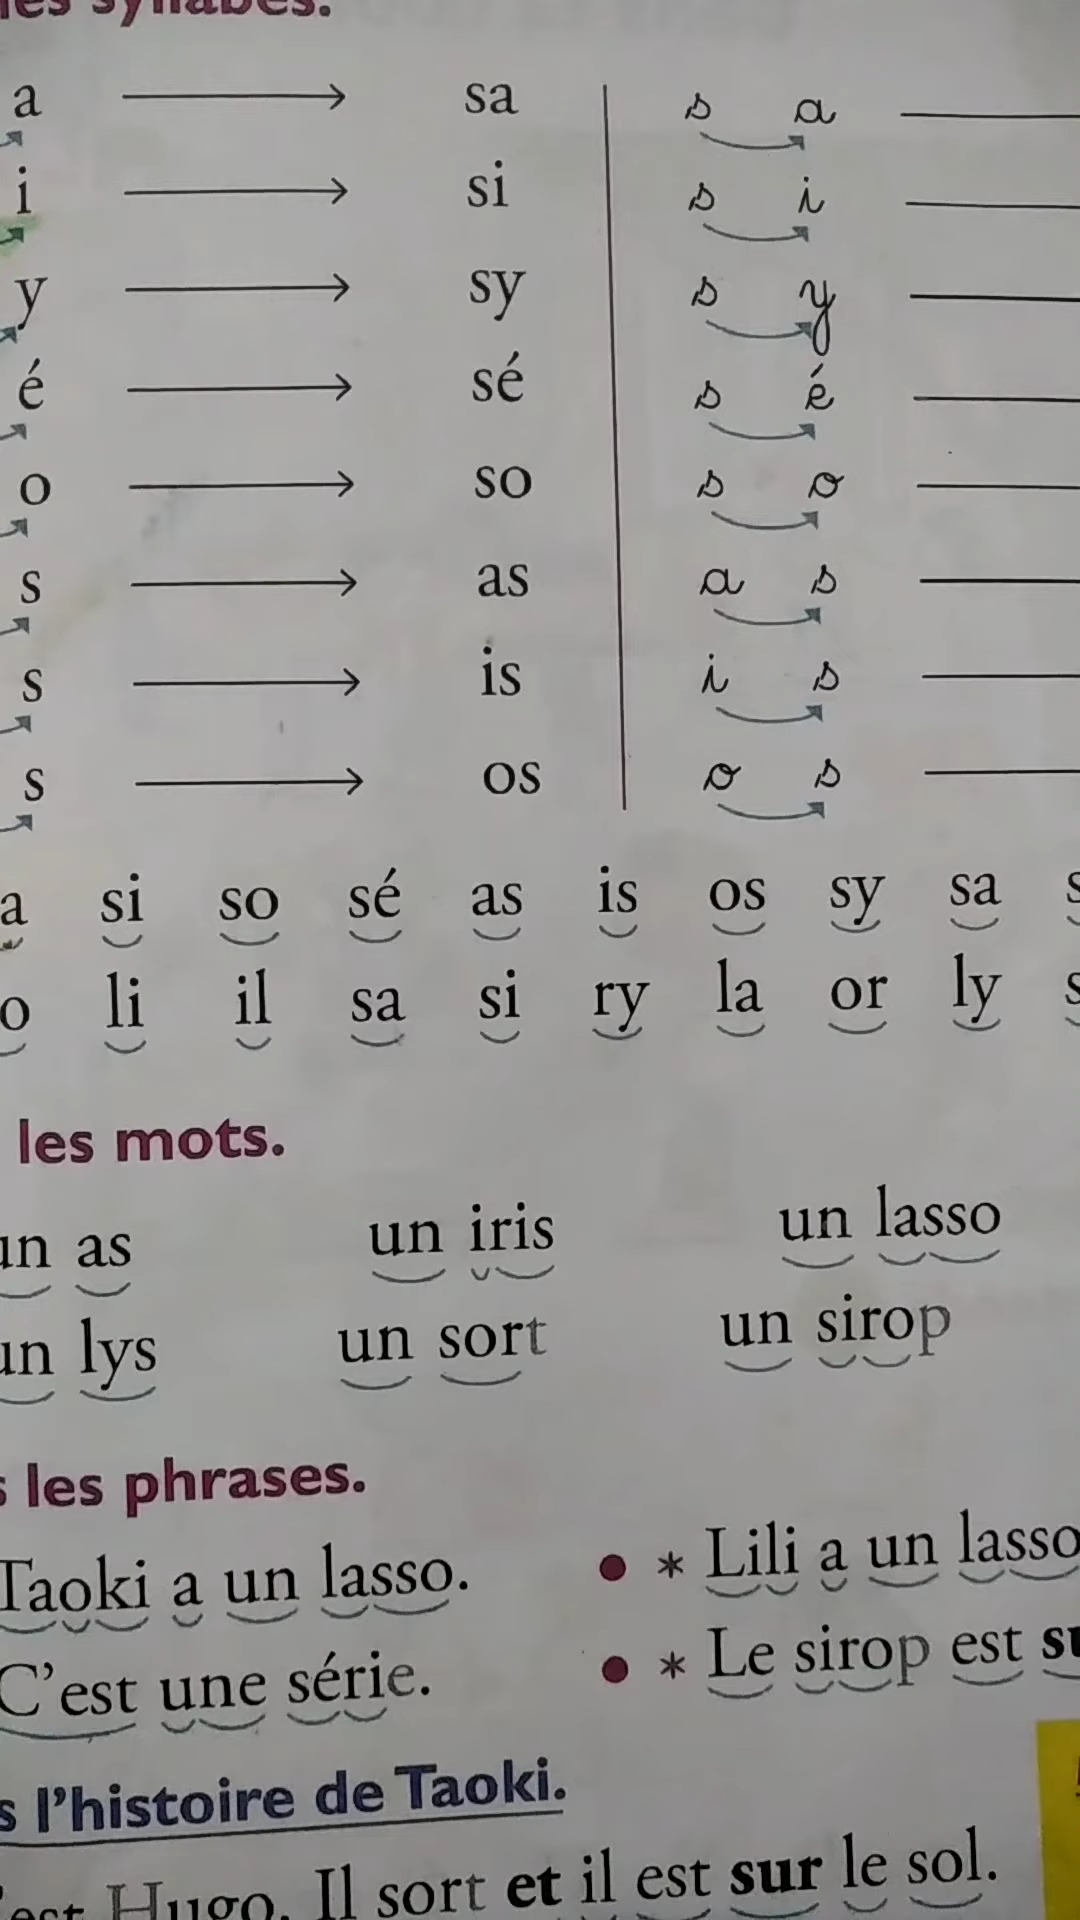 les syllabes.
a → sa s a
i → si s i
y → sy s y
é → sé s é
o → so s o
s → as a s
s → is i s
s → os o s
a si so sé as is os sy sa s
o li il sa si ry la or ly s
les mots.
un as un iris un lasso
un lys un sort un sirop
les phrases.
Taoki a un lasso. ● * Lili a un lasso
C'est une série. ● * Le sirop est
s l'histoire de Taoki.
est Hugo. Il sort et il est sur le sol.